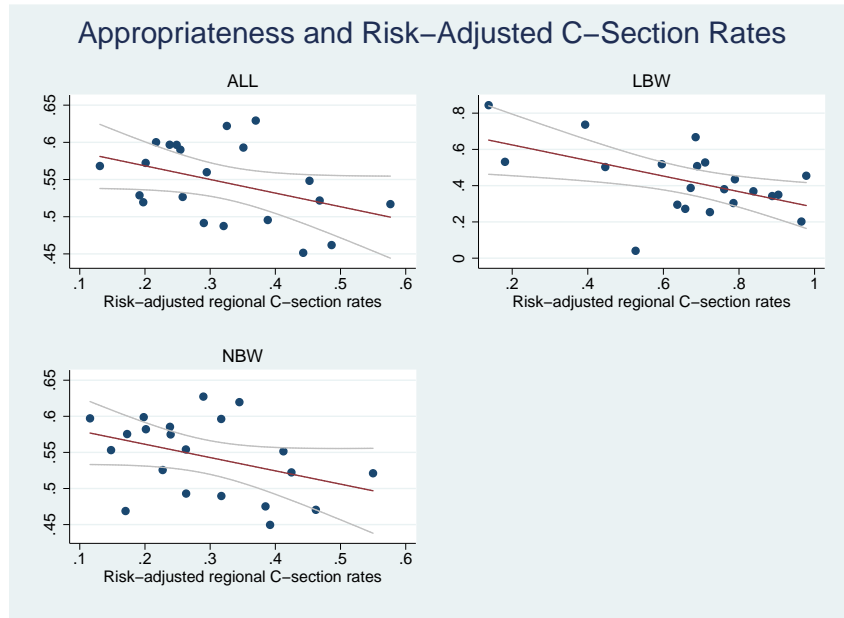 Appropriateness and Risk−Adjusted C−Section Rates
ALL
.65
.6
.55
.5
.45
.1 .2 .3 .4 .5 .6
Risk−adjusted regional C−section rates
LBW
.8
.6
.4
.2
0
.2 .4 .6 .8 1
Risk−adjusted regional C−section rates
NBW
.65
.6
.55
.5
.45
.1 .2 .3 .4 .5 .6
Risk−adjusted regional C−section rates